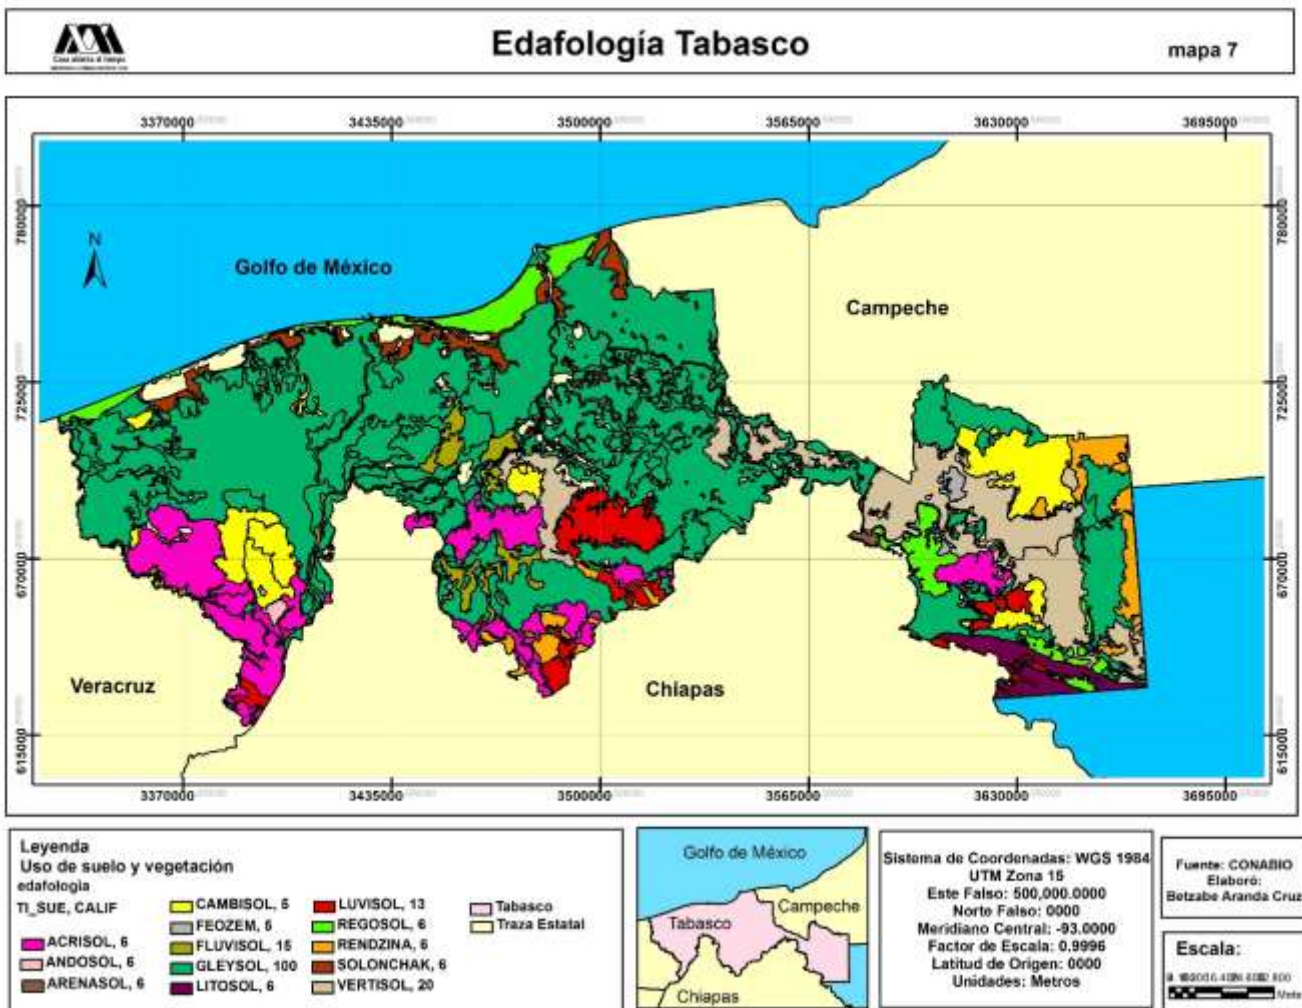 Casa abierta al tiempo
Edafología Tabasco
mapa 7
3370000
3435000
3500000
3565000
3630000
3695000
780000
780000
N
Golfo de México
Campeche
725000
725000
670000
670000
Veracruz
Chiapas
615000
615000
3370000
3435000
3500000
3565000
3630000
3695000
Leyenda
Uso de suelo y vegetación
edafologia
TI_SUE, CALIF
ACRISOL, 6
ANDOSOL, 6
ARENASOL, 6
CAMBISOL, 5
FEOZEM, 5
FLUVISOL, 15
GLEYSOL, 100
LITOSOL, 6
LUVISOL, 13
REGOSOL, 6
RENDZINA, 6
SOLONCHAK, 6
VERTISOL, 20
Tabasco
Traza Estatal
Golfo de México
Tabasco
Campeche
Chiapas
Sistema de Coordenadas: WGS 1984
UTM Zona 15
Este Falso: 500,000.0000
Norte Falso: 0000
Meridiano Central: -93.0000
Factor de Escala: 0.9996
Latitud de Origen: 0000
Unidades: Metros
Fuente: CONABIO
Elaboró:
Betzabe Aranda Cruz
Escala: